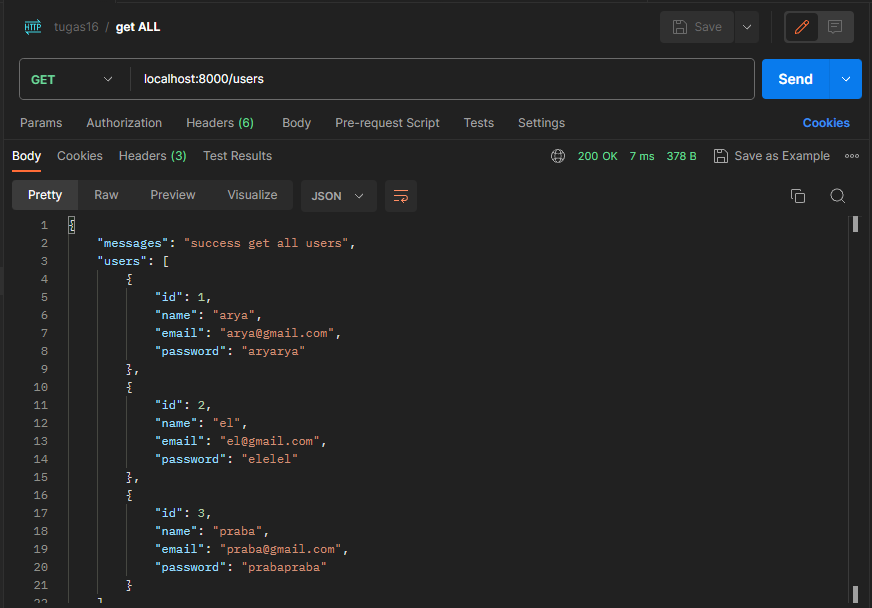 HTTP tugas16 / get ALL Save
GET localhost:8000/users Send
Params Authorization Headers (6) Body Pre-request Script Tests Settings Cookies
Body Cookies Headers (3) Test Results 200 OK 7 ms 378 B Save as Example
Pretty Raw Preview Visualize JSON
1 {
2 "messages": "success get all users",
3 "users": [
4 {
5 "id": 1,
6 "name": "arya",
7 "email": "arya@gmail.com",
8 "password": "aryarya"
9 },
10 {
11 "id": 2,
12 "name": "el",
13 "email": "el@gmail.com",
14 "password": "elelel"
15 },
16 {
17 "id": 3,
18 "name": "praba",
19 "email": "praba@gmail.com",
20 "password": "prabapraba"
21 }
22 ]